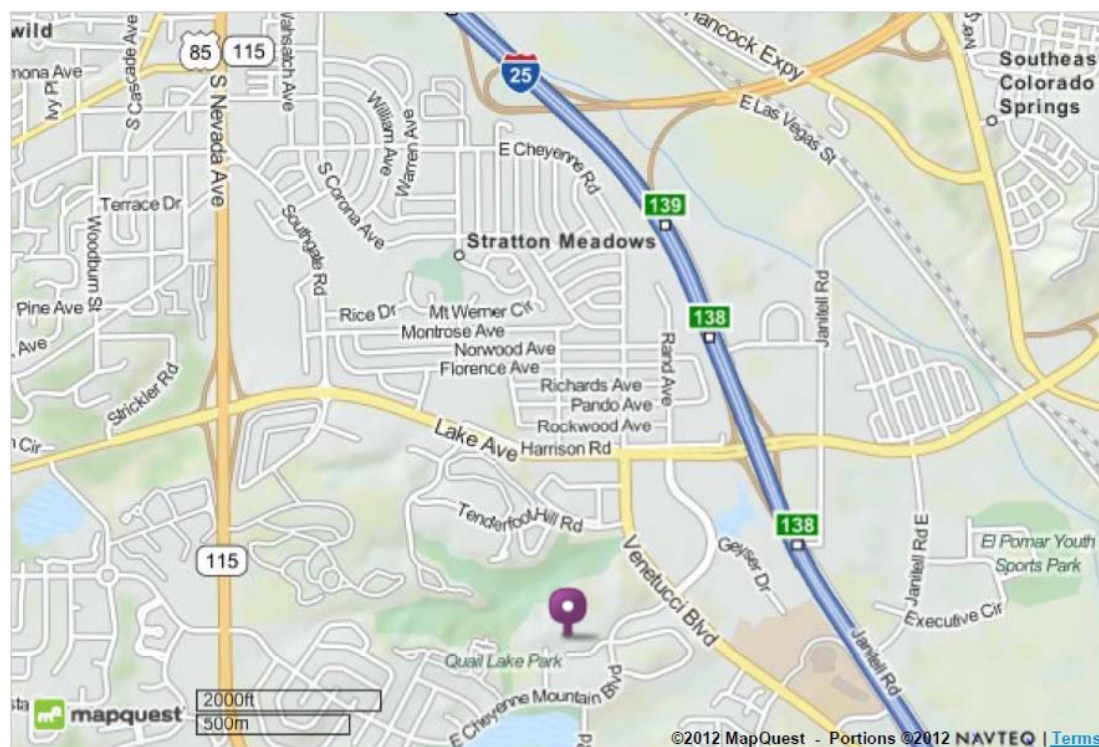 wild
85
115
Wahsatch Ave
S Cascade Ave
Ivy Pl
S Nevada Ave
William Ave
Warren Ave
25
Hancock Expy
E Las Vegas St
Southeas
Colorado
Springs
E Cheyenne Rd
139
Terrace Dr
Woodburn St
Southgate Rd
S Corona Ave
Stratton Meadows
Janitell Rd
Pine Ave
Ave
Rice Dr
Mt Werner Cir
138
Montrose Ave
Norwood Ave
Florence Ave
Rand Ave
Strickler Rd
Richards Ave
Pando Ave
Rockwood Ave
Lake Ave
Harrison Rd
Cir
Tenderfoot Hill Rd
138
Geyser Dr
115
Venetucci Blvd
Janitell Rd E
El Pomar Youth
Sports Park
Executive Cir
Quail Lake Park
E Cheyenne Mountain Blvd
Rd
Janitell Rd
mapquest
2000ft
500m
©2012 MapQuest - Portions ©2012 NAVTEQ | Terms